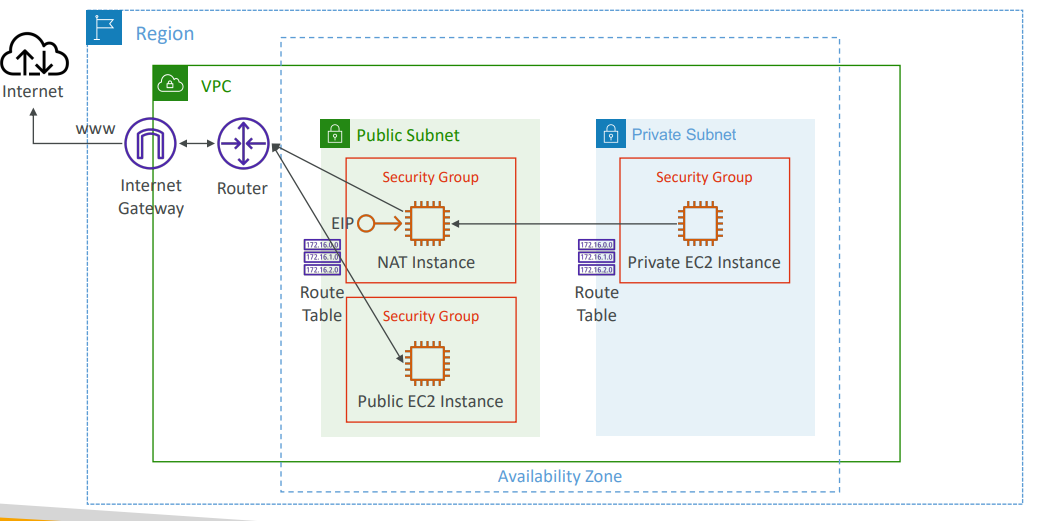 Region
Internet
VPC
www
Internet
Gateway
Router
Public Subnet
Security Group
EIP
NAT Instance
172.16.0.0
172.16.1.0
172.16.2.0
Route
Table
Security Group
Public EC2 Instance
Private Subnet
Security Group
172.16.0.0
172.16.1.0
172.16.2.0
Private EC2 Instance
Route
Table
Availability Zone